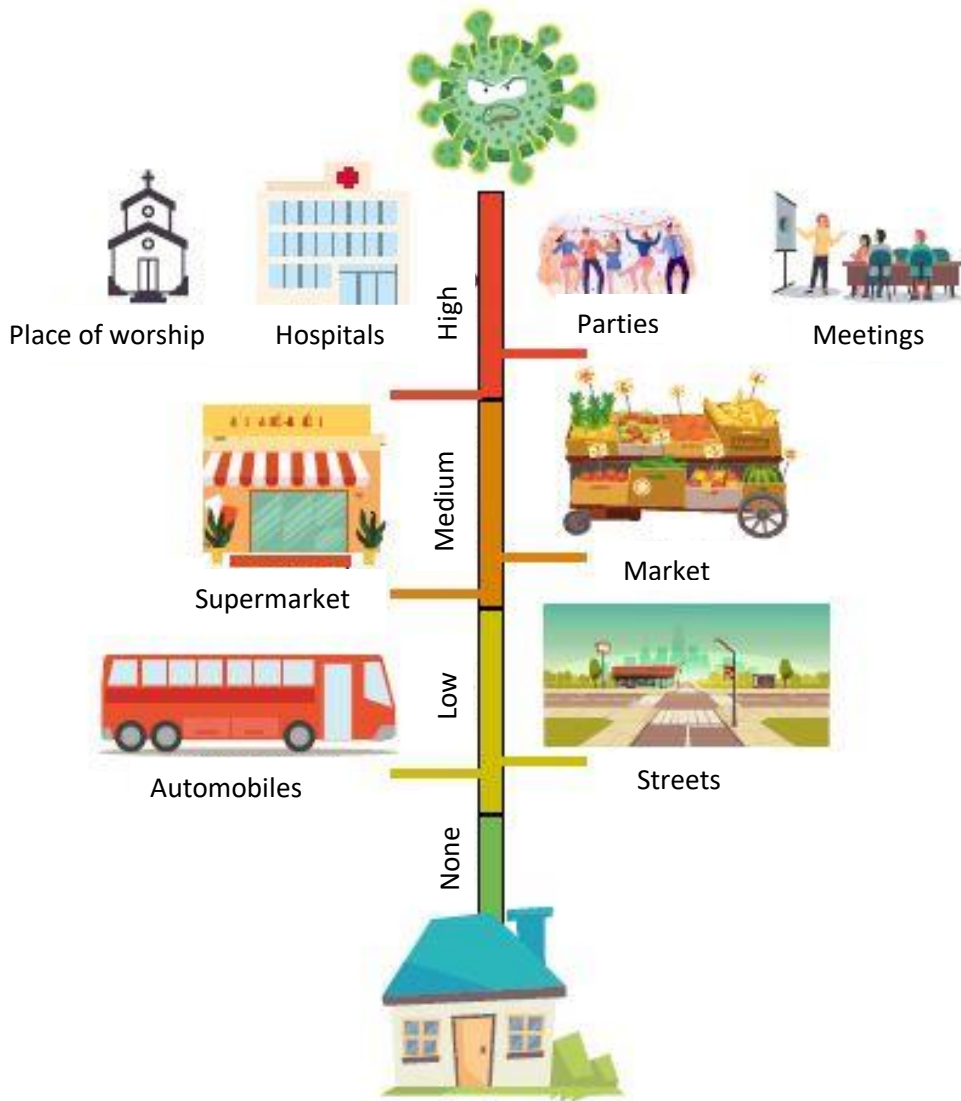 Place of worship
Hospitals
High
Parties
Meetings
Medium
Supermarket
Market
Low
Automobiles
Streets
None